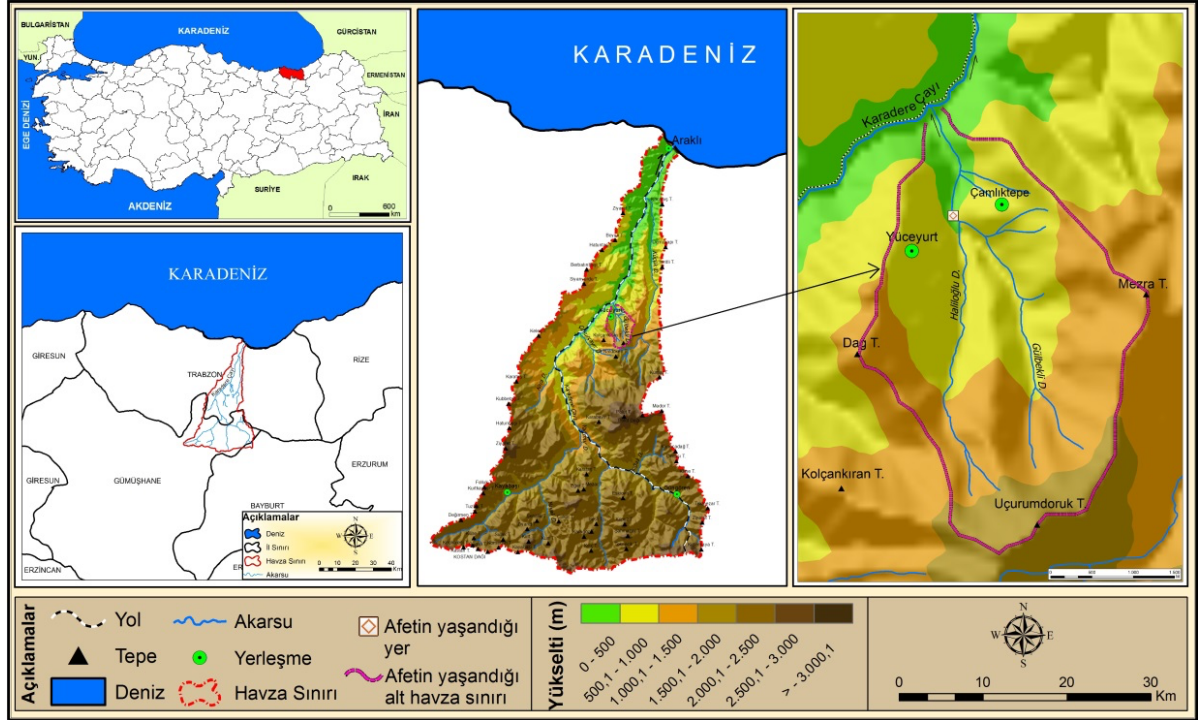 BULGARİSTAN
KARADENİZ
GÜRCİSTAN
YUN.
ERMENİSTAN
İRAN
EGE DENİZİ
IRAK
SURİYE
AKDENİZ
0 600
km
KARADENİZ
GİRESUN
TRABZON
RİZE
GİRESUN
GÜMÜŞHANE
ERZURUM
BAYBURT
ERZİNCAN
Açıklamalar
Deniz
İl Sınırı
Havza Sınırı
Akarsu
N
W E
S
0 10 20 30 40
Km
KARADENİZ
Araklı
KOSTAN DAĞI
Karadere Çayı
Çamlıktepe
Yüceyurt
Haliloğlu D.
Mezra T.
Dağ T.
Gülbekli D.
Kolçankıran T.
Uçurumdoruk T.
Açıklamalar
Yol
Akarsu
Afetin yaşandığı
yer
Tepe
Yerleşme
Afetin yaşandığı
alt havza sınırı
Deniz
Havza Sınırı
Yükselti (m)
0 - 500
500,1 - 1.000
1.000,1 - 1.500
1.500,1 - 2.000
2.000,1 - 2.500
2.500,1 - 3.000
> - 3.000,1
N
W E
S
0 10 20 30
Km